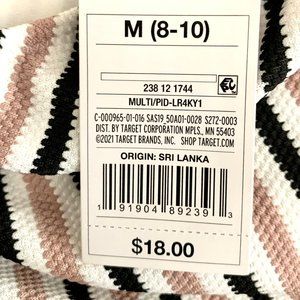 M (8-10)
238 12 1744
MULTI/PID-LR4KY1
C-000965-01-016 SAS19 50A01-0028 S272-0003
DIST. BY TARGET CORPORATION MPLS., MN 55403
©2021 TARGET BRANDS, INC. SHOP TARGET.COM
ORIGIN: SRI LANKA
1 91904 89239 3
$18.00